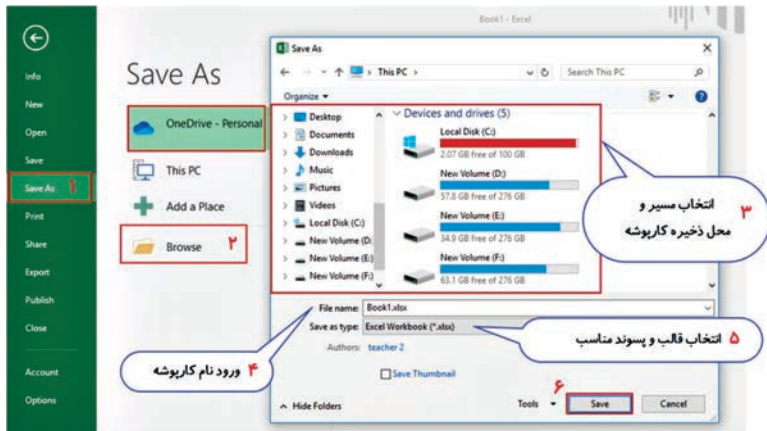 Book1 - Excel
Info
New
Open
Save
Save As ۱
Print
Share
Export
Publish
Close
Account
Options
Save As
OneDrive - Personal
This PC
Add a Place
Browse ۲
Save As
This PC
Search This PC
Organize
Desktop
Documents
Downloads
Music
Pictures
Videos
Local Disk (C:)
New Volume (D:
New Volume (E:)
New Volume (F:)
Devices and drives (5)
Local Disk (C:)
2.07 GB free of 100 GB
New Volume (D:)
57.8 GB free of 276 GB
New Volume (E:)
34.9 GB free of 276 GB
New Volume (F:)
63.1 GB free of 276 GB
۳ انتخاب مسیر و
محل ذخیره کارپوشه
File name: Book1.xlsx
Save as type: Excel Workbook (*.xlsx)
Authors: teacher 2
۴ ورود نام کارپوشه
۵ انتخاب قالب و پسوند مناسب
Save Thumbnail
۶
Hide Folders
Tools
Save
Cancel